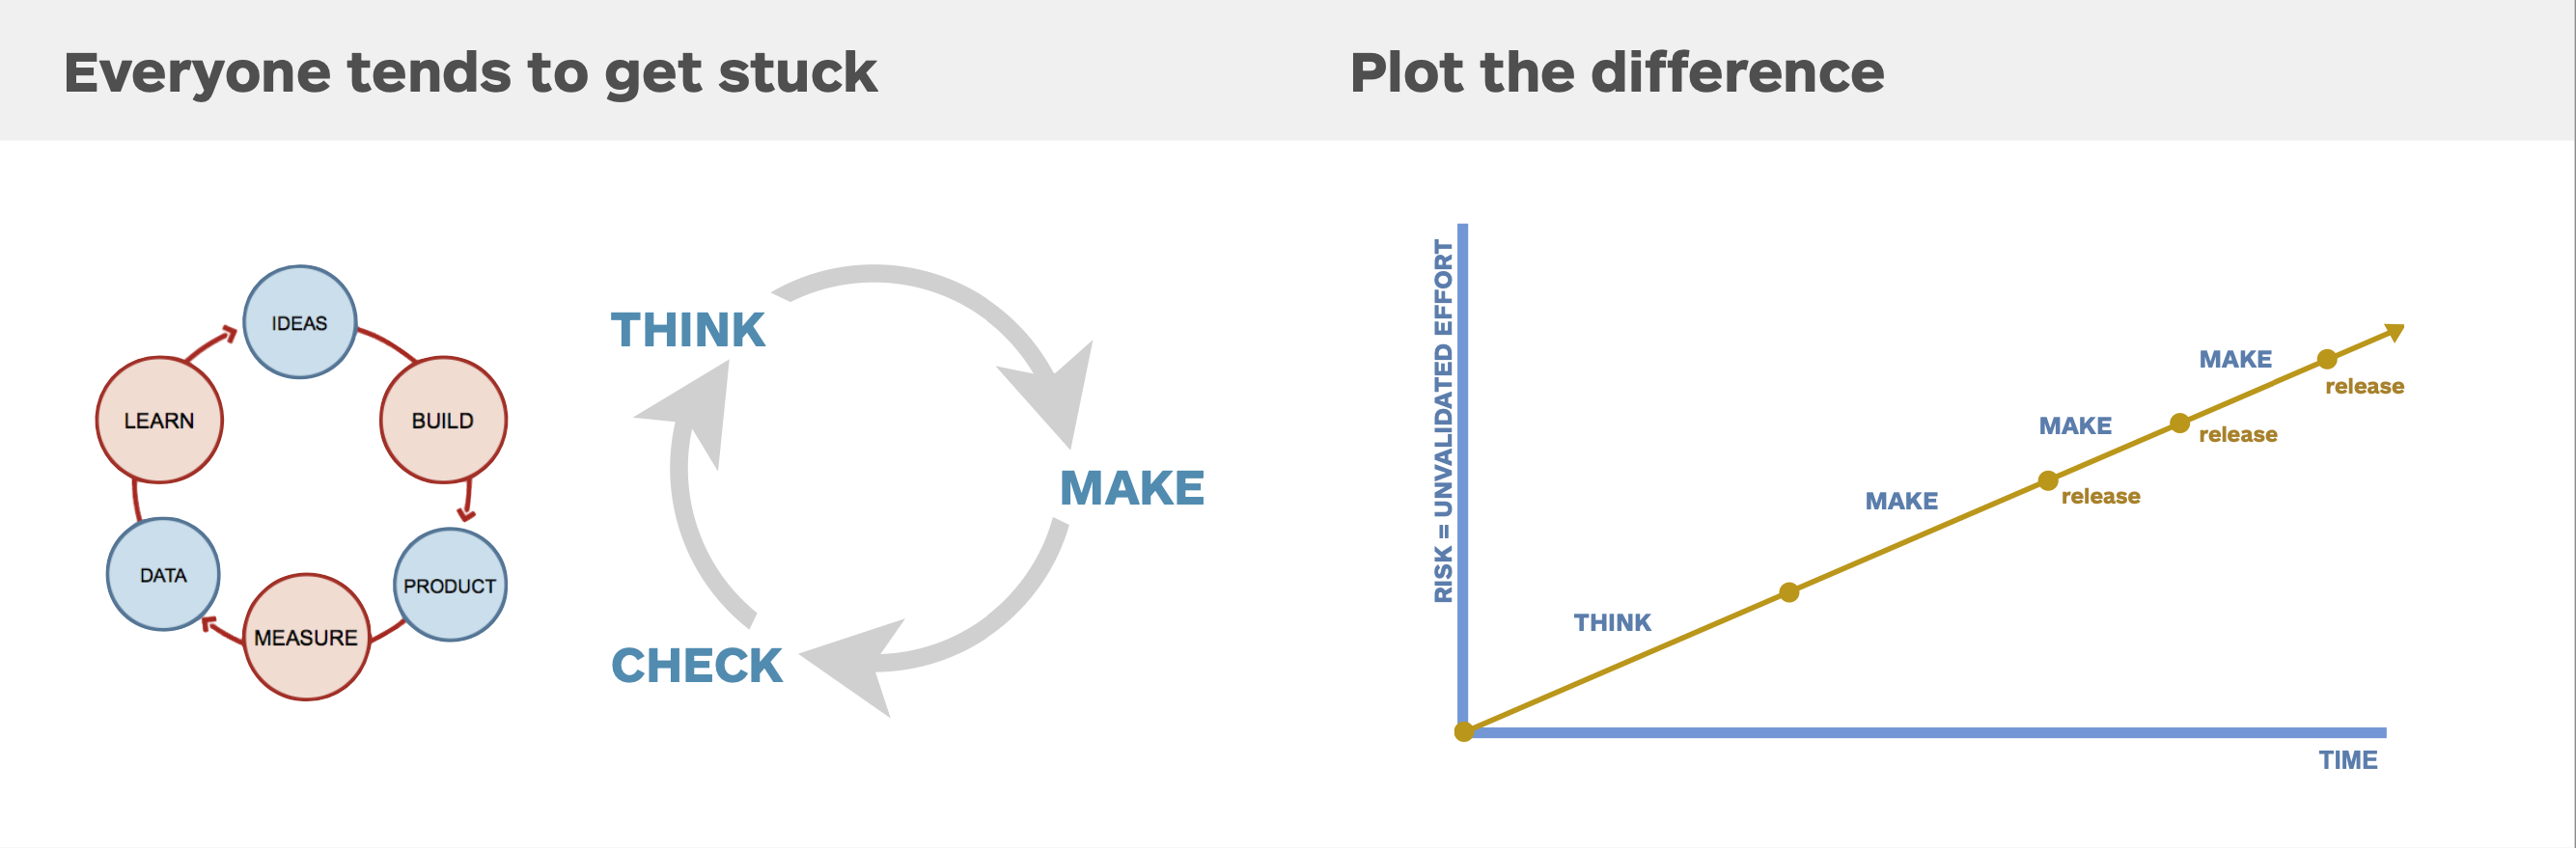 Everyone tends to get stuck
IDEAS
BUILD
PRODUCT
MEASURE
DATA
LEARN
THINK
MAKE
CHECK
Plot the difference
RISK = UNVALIDATED EFFORT
THINK
MAKE
release
MAKE
release
MAKE
release
TIME